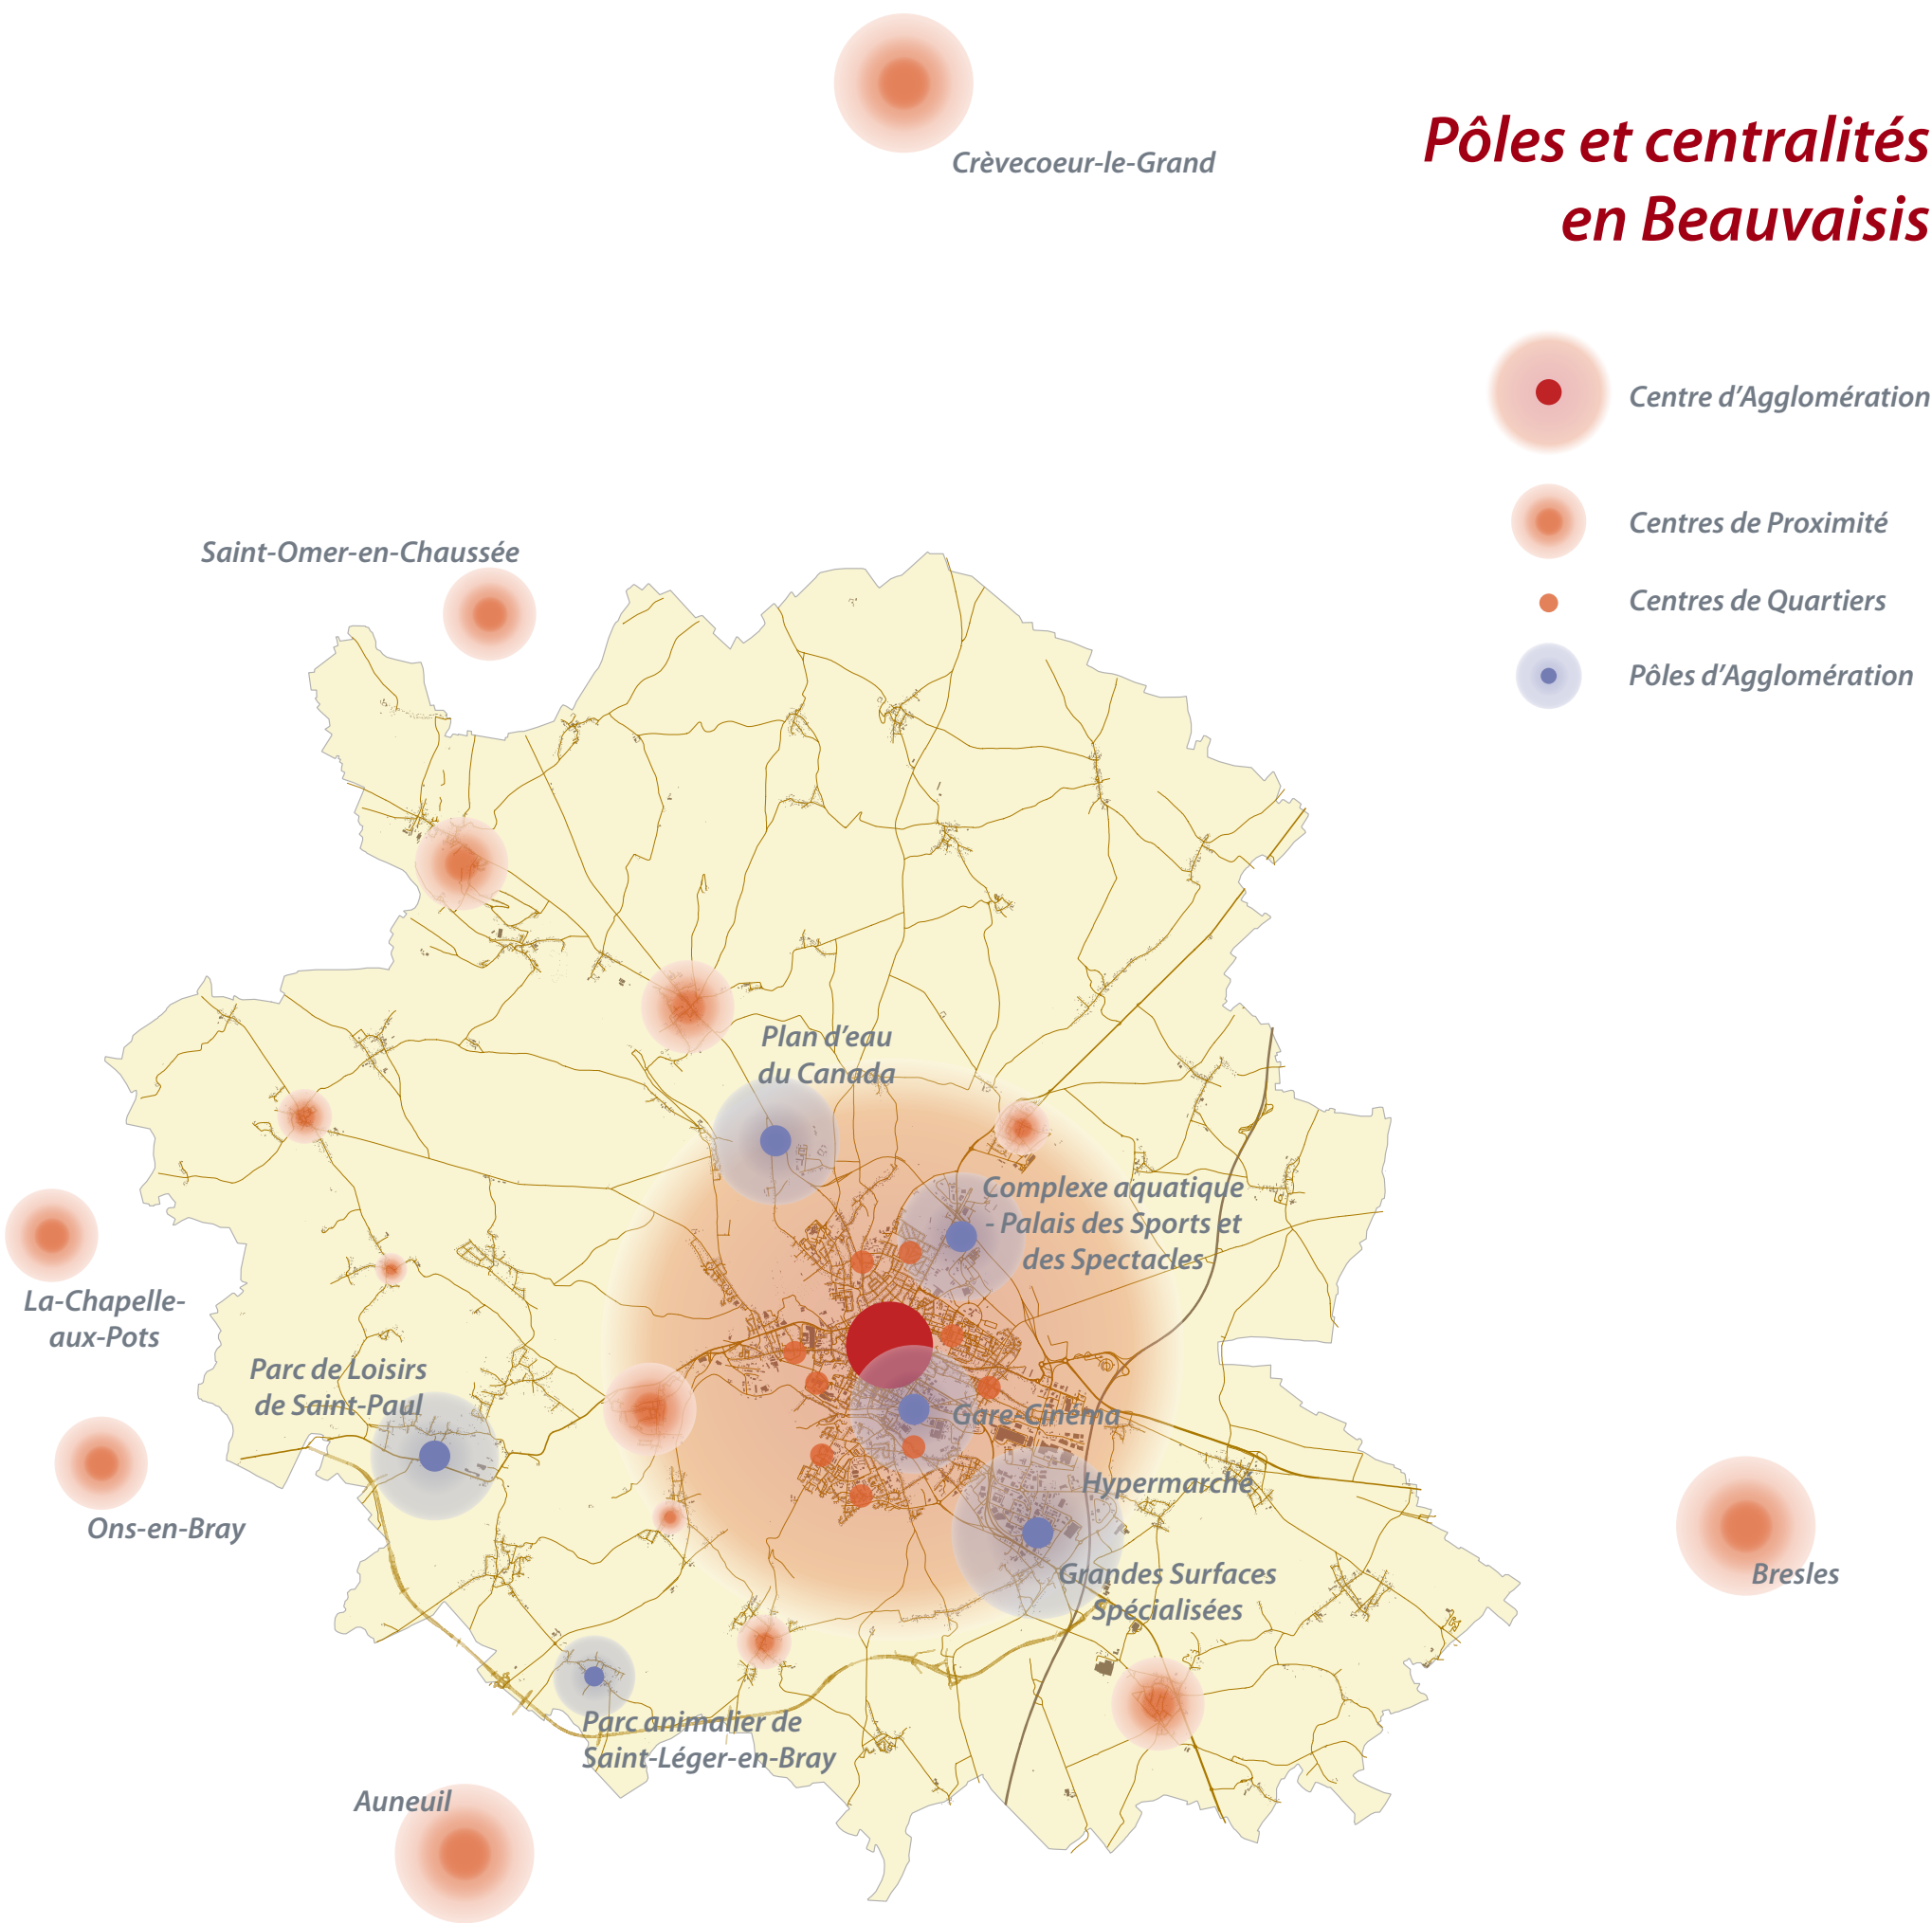 Crèvecoeur-le-Grand
Pôles et centralités
en Beauvaisis
Centre d’Agglomération
Centres de Proximité
Centres de Quartiers
Pôles d’Agglomération
Saint-Omer-en-Chaussée
Plan d’eau
du Canada
Complexe aquatique
- Palais des Sports et
des Spectacles
La-Chapelle-
aux-Pots
Parc de Loisirs
de Saint-Paul
Gare-Cinéma
Hypermarché
Ons-en-Bray
Grandes Surfaces
Spécialisées
Bresles
Parc animalier de
Saint-Léger-en-Bray
Auneuil